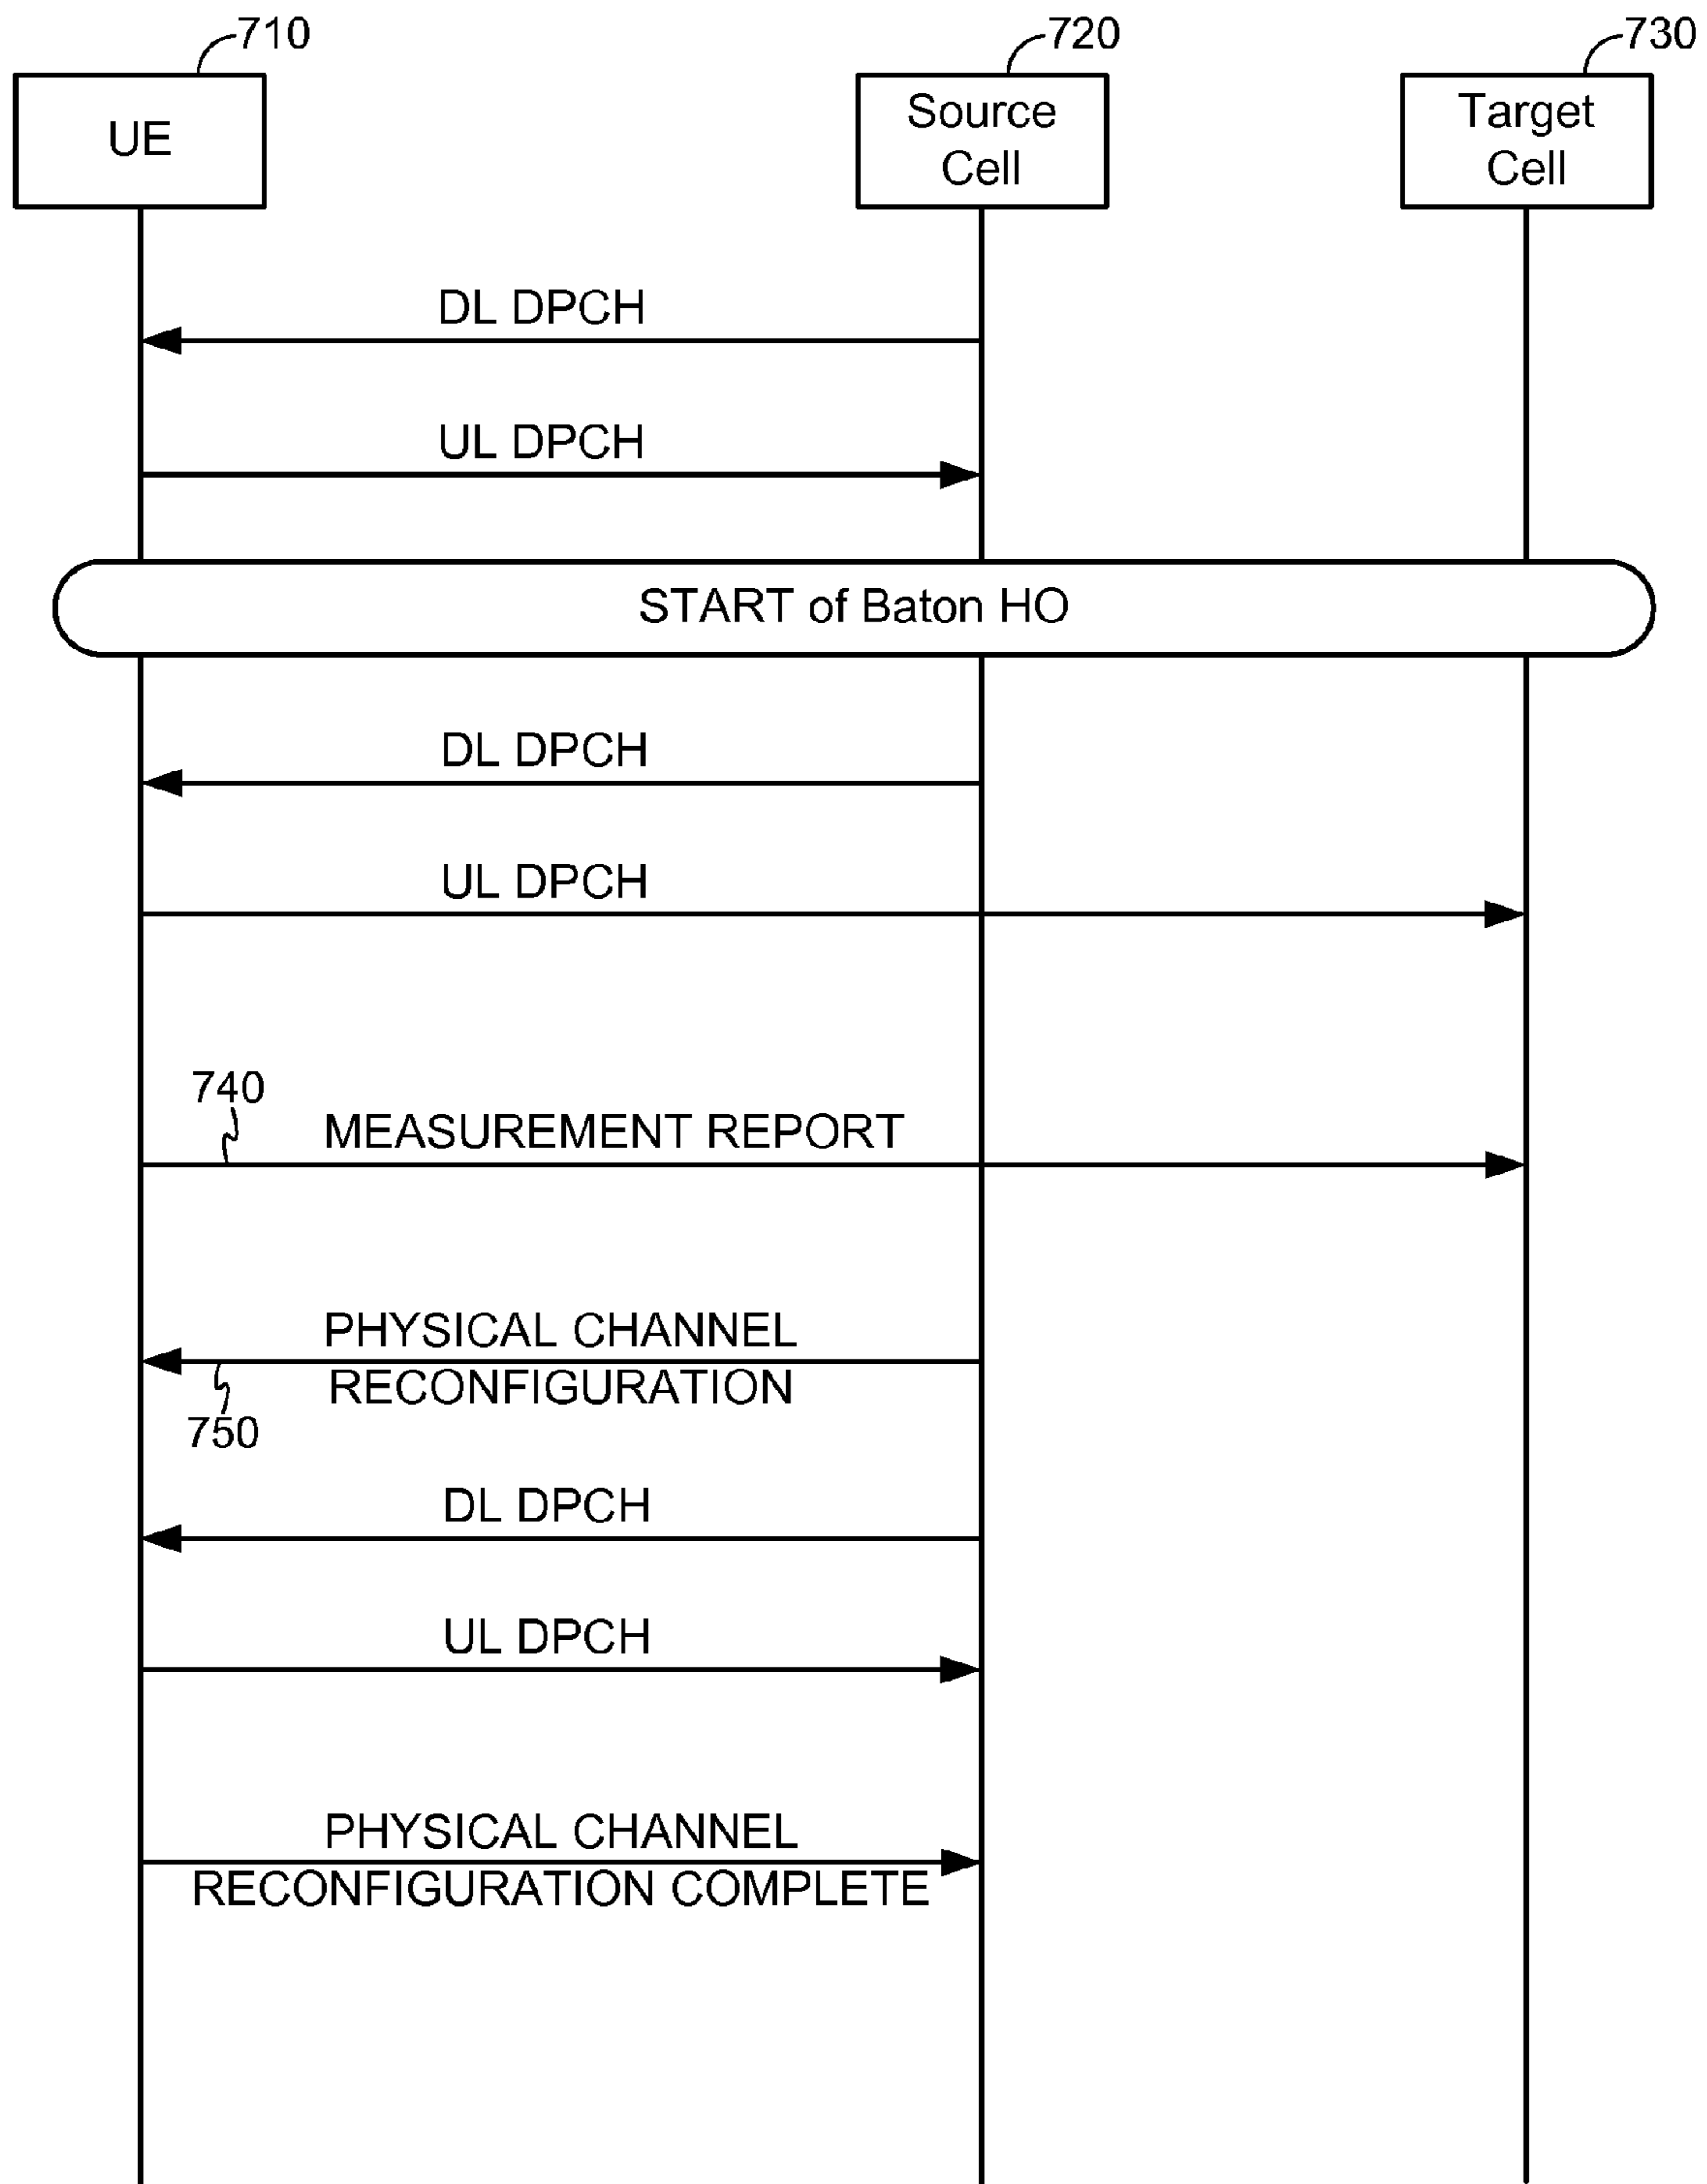 710
720
730
UE
Source
Cell
Target
Cell
DL DPCH
UL DPCH
START of Baton HO
DL DPCH
UL DPCH
740
MEASUREMENT REPORT
PHYSICAL CHANNEL
RECONFIGURATION
750
DL DPCH
UL DPCH
PHYSICAL CHANNEL
RECONFIGURATION COMPLETE